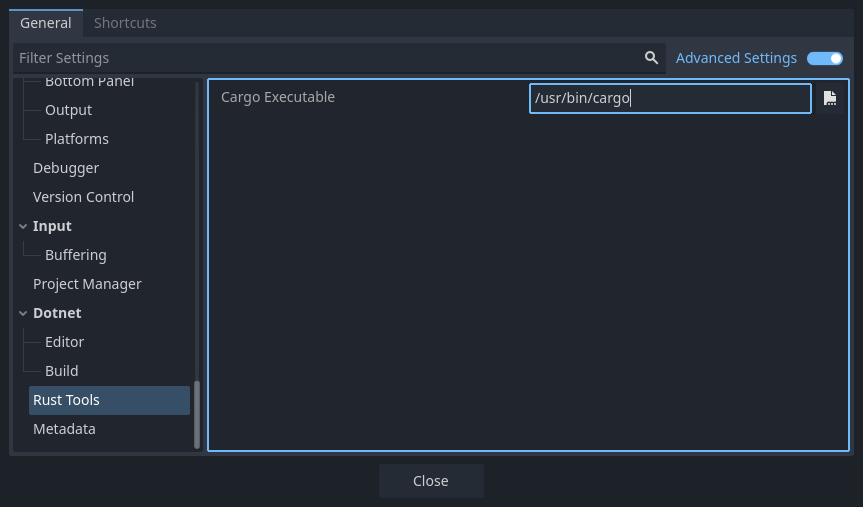 General
Shortcuts
Filter Settings
Advanced Settings
Bottom Panel
Output
Platforms
Debugger
Version Control
Input
Buffering
Project Manager
Dotnet
Editor
Build
Rust Tools
Metadata
Cargo Executable
/usr/bin/cargo
Close